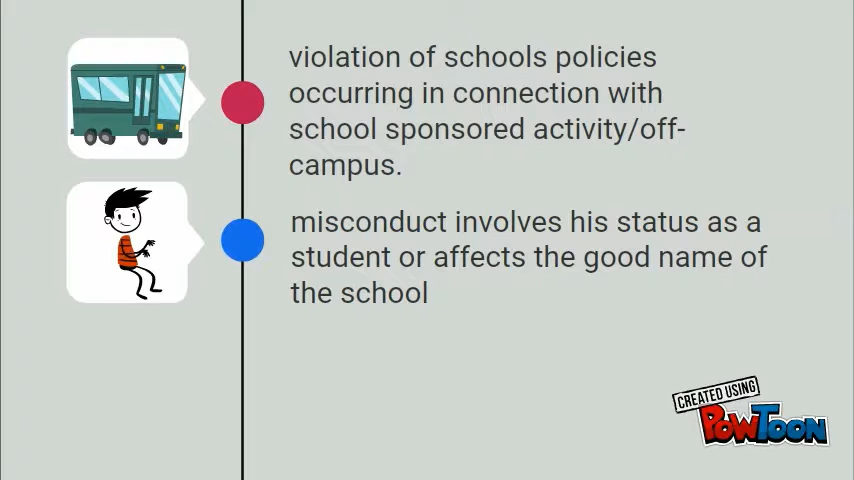 violation of schools policies
occurring in connection with
school sponsored activity/off-
campus.
misconduct involves his status as a
student or affects the good name of
the school
CREATED USING
POWTOON